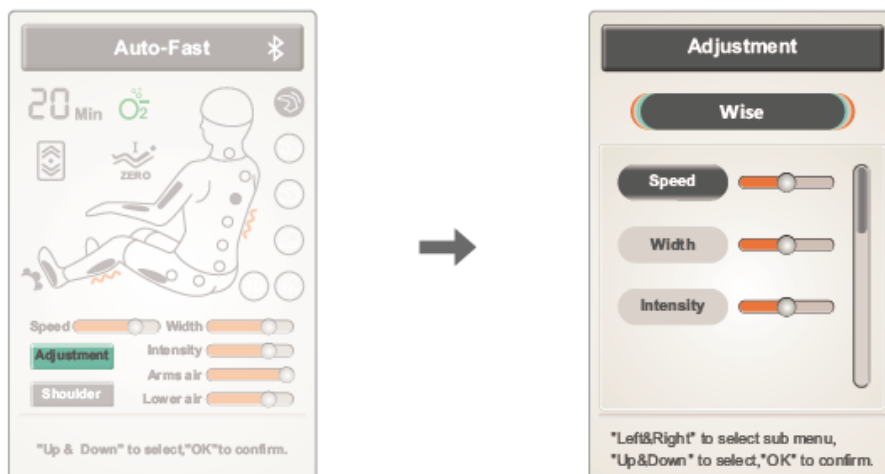 Auto-Fast
20 Min O2
I
ZERO
Speed Width
Adjustment Intensity
Arms air
Shoulder Lower air
"Up & Down" to select,"OK"to confirm.
Adjustment
Wise
Speed
Width
Intensity
"Left&Right" to select sub menu,
"Up&Down" to select,"OK" to confirm.